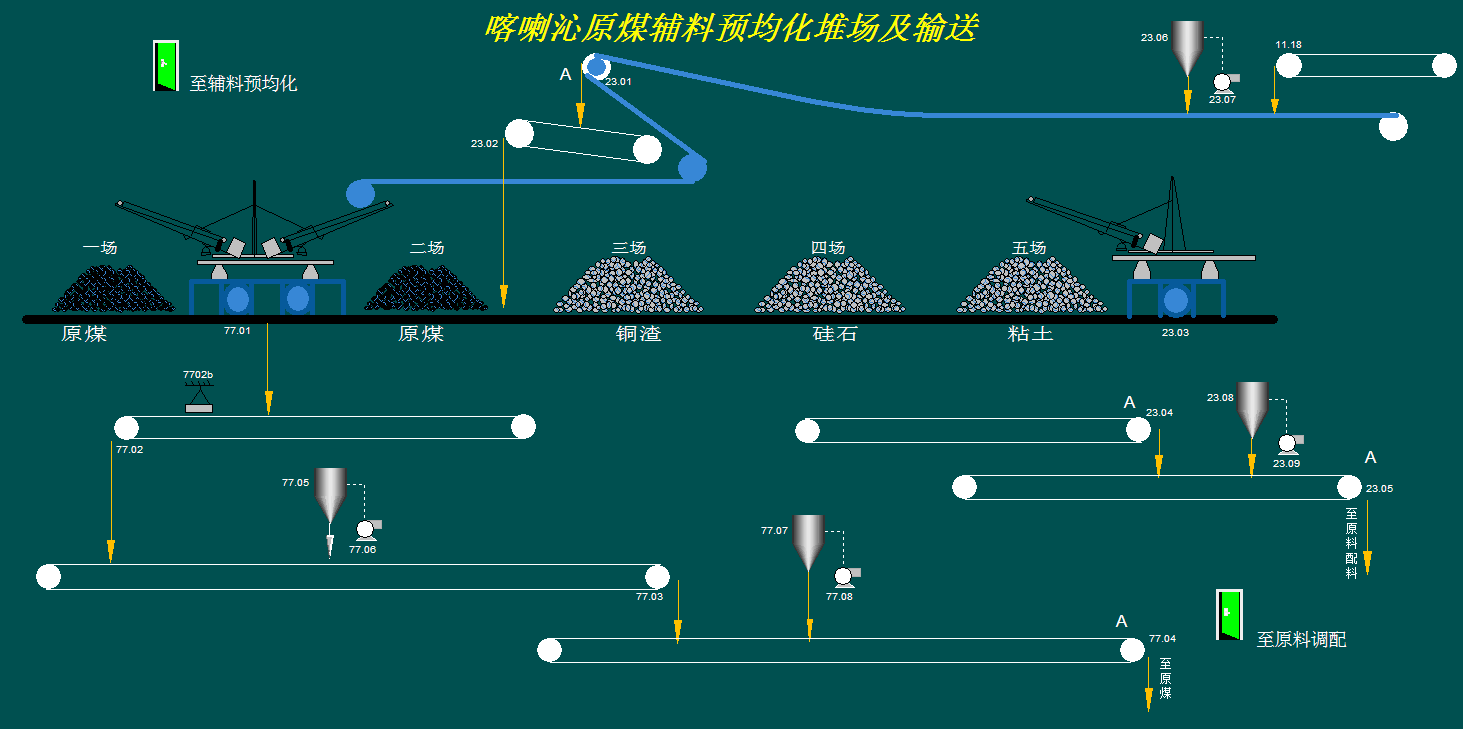 喀喇沁原煤辅料预均化堆场及输送
至辅料预均化
A
23.01
23.02
23.06
23.07
11.18
一场
二场
三场
四场
五场
原煤
77.01
原煤
铜渣
硅石
粘土
23.03
7702b
77.02
A
23.04
23.08
23.09
A
23.05
至原料配料
77.05
77.06
77.03
77.07
77.08
A
77.04
至原煤
至原料调配